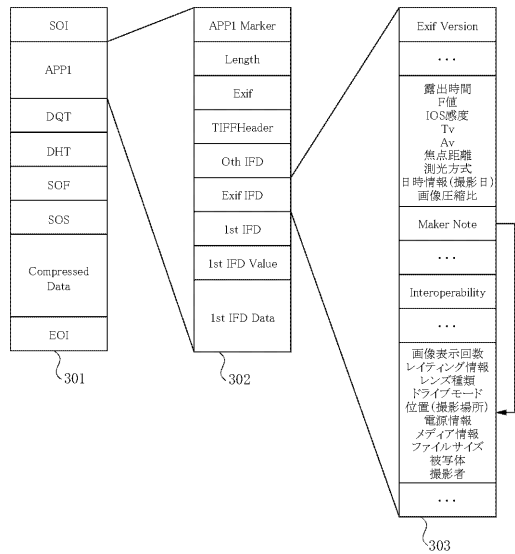 SOI
APP1
DQT
DHT
SOF
SOS
Compressed
Data
EOI
301
APP1 Marker
Length
Exif
TIFFHeader
Oth IFD
Exif IFD
1st IFD
1st IFD Value
1st IFD Data
302
Exif Version
...
露出時間
F値
IOS感度
Tv
Av
焦点距離
測光方式
日時情報(撮影日)
画像圧縮比
Maker Note
...
Interoperability
...
画像表示回数
レイティング情報
レンズ種類
ドライブモード
位置(撮影場所)
電源情報
メディア情報
ファイルサイズ
被写体
撮影者
...
303